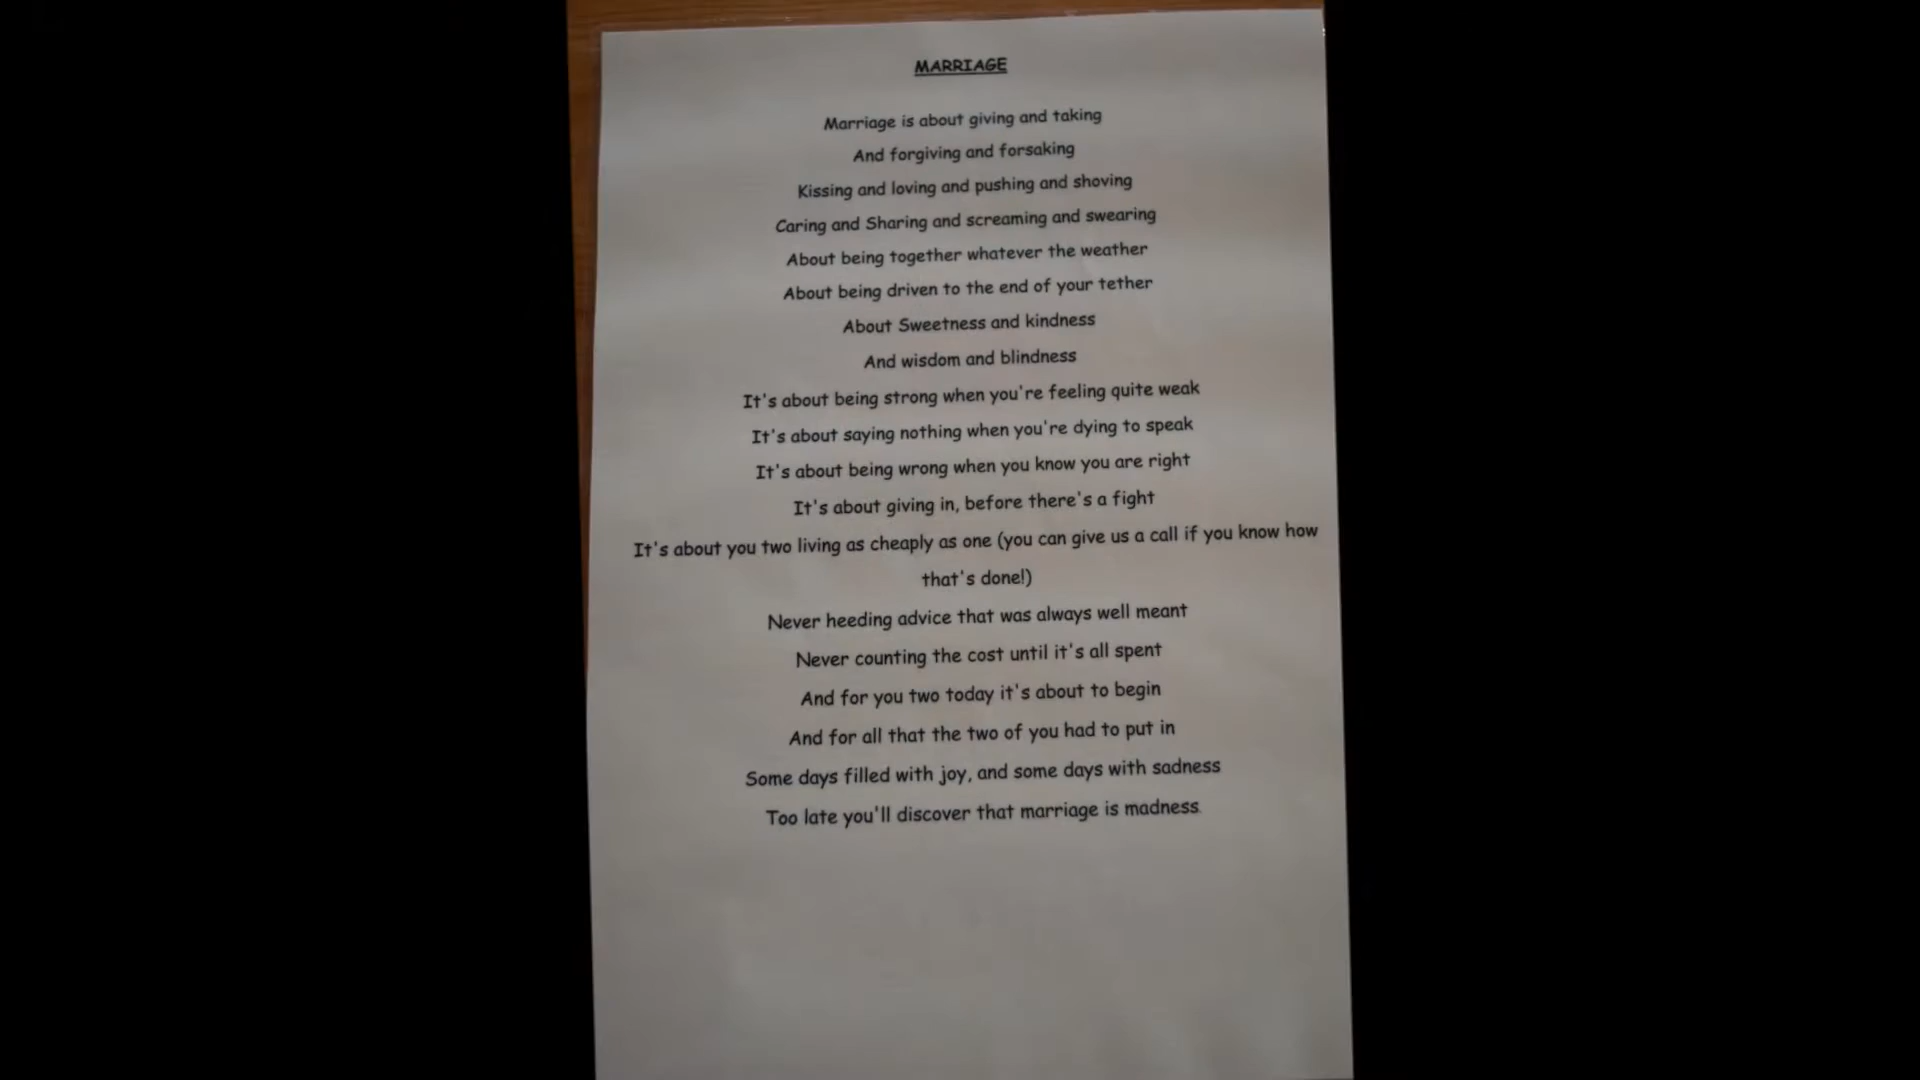 MARRIAGE
Marriage is about giving and taking
And forgiving and forsaking
Kissing and loving and pushing and shoving
Caring and Sharing and screaming and swearing
About being together whatever the weather
About being driven to the end of your tether
About Sweetness and kindness
And wisdom and blindness
It's about being strong when you're feeling quite weak
It's about saying nothing when you're dying to speak
It's about being wrong when you know you are right
It's about giving in, before there's a fight
It's about you two living as cheaply as one (you can give us a call if you know how
that's done!)
Never heeding advice that was always well meant
Never counting the cost until it's all spent
And for you two today it's about to begin
And for all that the two of you had to put in
Some days filled with joy, and some days with sadness
Too late you'll discover that marriage is madness.